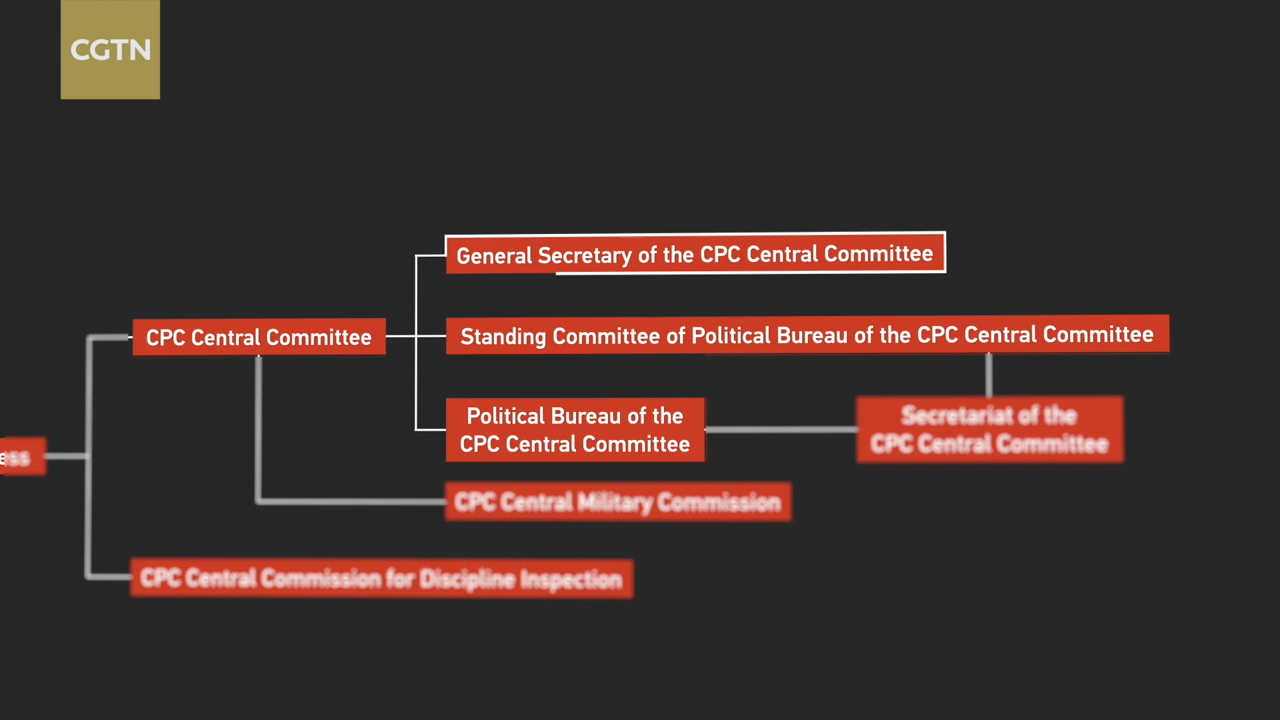 CGTN
General Secretary of the CPC Central Committee
CPC Central Committee
Standing Committee of Political Bureau of the CPC Central Committee
Political Bureau of the
CPC Central Committee
Secretariat of the
CPC Central Committee
ess
CPC Central Military Commission
CPC Central Commission for Discipline Inspection